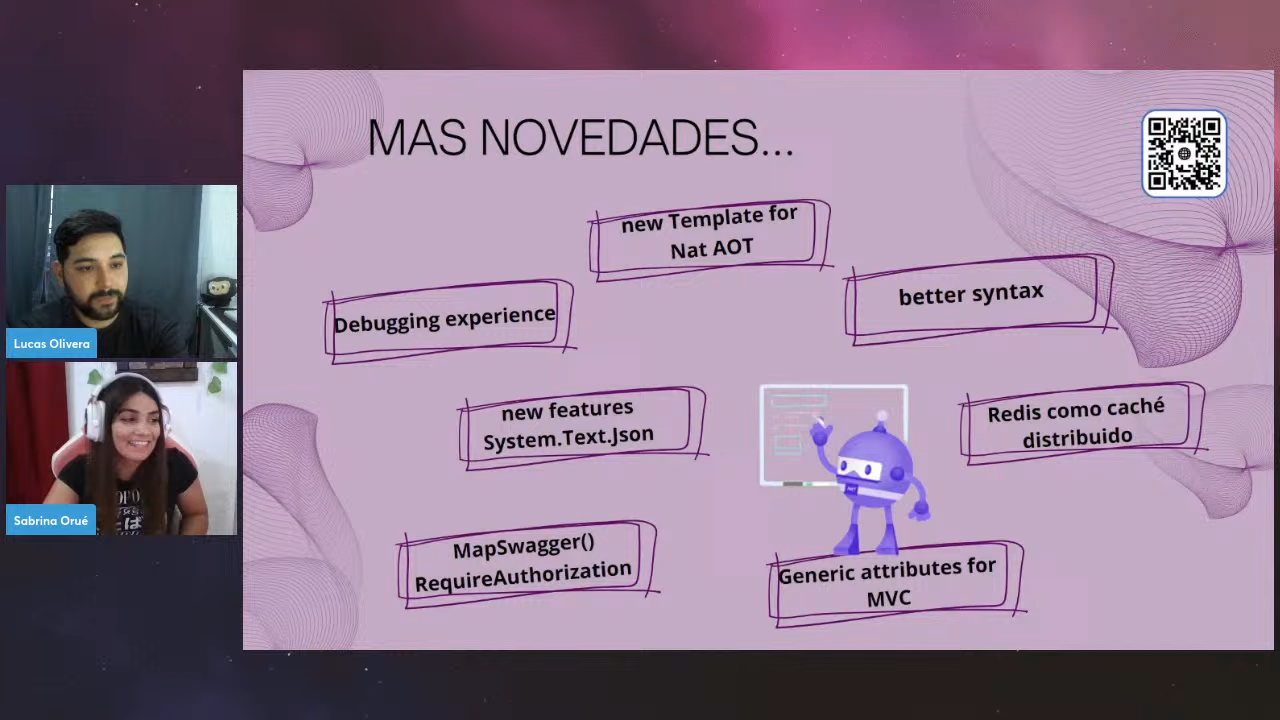 MAS NOVEDADES...
new Template for
Nat AOT
better syntax
Debugging experience
new features
System.Text.Json
Redis como caché
distribuido
MapSwagger()
RequireAuthorization
Generic attributes for
MVC
Lucas Olivera
Sabrina Orué